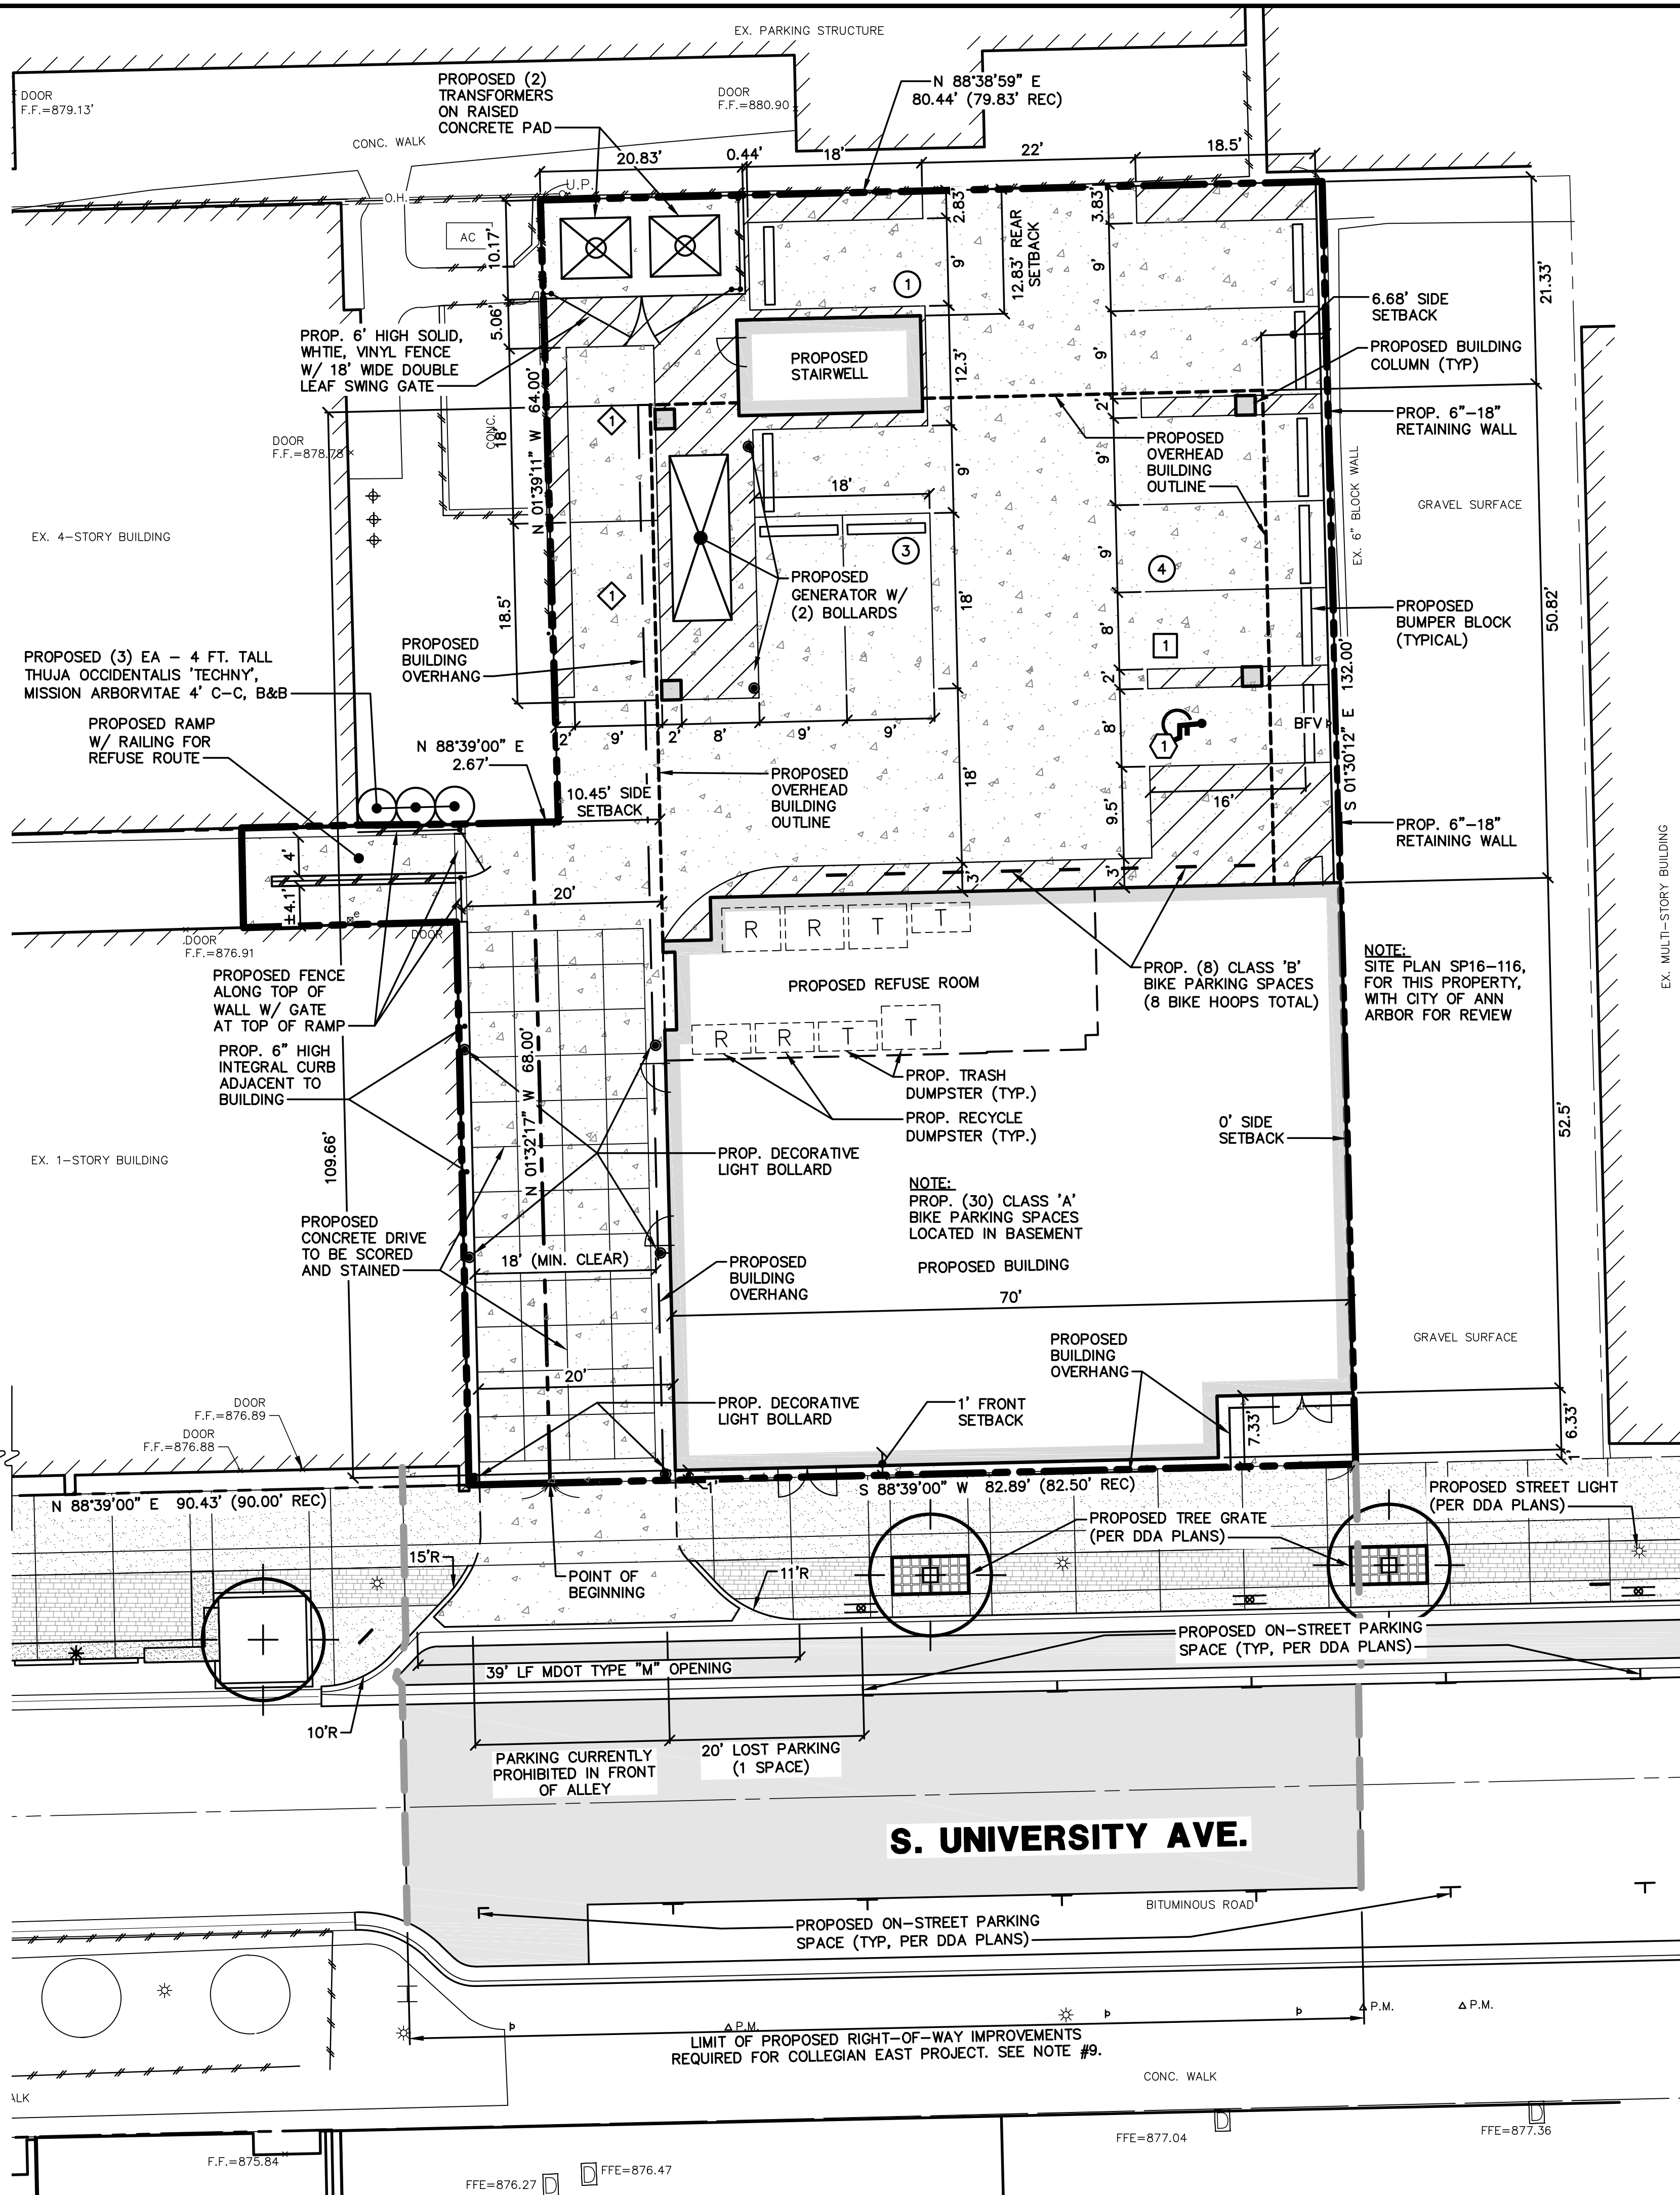 EX. PARKING STRUCTURE
DOOR
F.F.=879.13'
PROPOSED (2)
TRANSFORMERS
ON RAISED
CONCRETE PAD
DOOR
F.F.=880.90
N 88°38'59" E
80.44' (79.83' REC)
CONC. WALK
20.83'
0.44'
18'
22'
18.5'
U.P.
O.H.
AC
10.17'
2.83'
3.83'
12.83' REAR
SETBACK
9'
9'
21.33'
1
6.68' SIDE
SETBACK
5.06'
PROP. 6' HIGH SOLID,
WHTIE, VINYL FENCE
W/ 18' WIDE DOUBLE
LEAF SWING GATE
PROPOSED
STAIRWELL
12.3'
9'
PROPOSED BUILDING
COLUMN (TYP)
N 01°39'11" W 64.00'
CONC.
18'
1
2'
PROP. 6"-18"
RETAINING WALL
DOOR
F.F.=878.78
PROPOSED
OVERHEAD
BUILDING
OUTLINE
9'
9'
18'
EX. 6" BLOCK WALL
GRAVEL SURFACE
EX. 4-STORY BUILDING
3
9'
4
PROPOSED
GENERATOR W/
(2) BOLLARDS
1
18.5'
18'
50.82'
PROPOSED
BUMPER BLOCK
(TYPICAL)
8'
1
PROPOSED
BUILDING
OVERHANG
PROPOSED (3) EA - 4 FT. TALL
THUJA OCCIDENTALIS 'TECHNY',
MISSION ARBORVITAE 4' C-C, B&B
2'
S 01°30'12" E 132.00'
PROPOSED RAMP
W/ RAILING FOR
REFUSE ROUTE
N 88°39'00" E
2.67'
2'
9'
2'
8'
9'
9'
8'
BFV
1
10.45' SIDE
SETBACK
PROPOSED
OVERHEAD
BUILDING
OUTLINE
18'
16'
9.5'
PROP. 6"-18"
RETAINING WALL
EX. MULTI-STORY BUILDING
4'
±4.1'
e
20'
3'
3'
DOOR
F.F.=876.91
DOOR
R R T T
PROPOSED REFUSE ROOM
PROP. (8) CLASS 'B'
BIKE PARKING SPACES
(8 BIKE HOOPS TOTAL)
NOTE:
SITE PLAN SP16-116,
FOR THIS PROPERTY,
WITH CITY OF ANN
ARBOR FOR REVIEW
PROPOSED FENCE
ALONG TOP OF
WALL W/ GATE
AT TOP OF RAMP
R R T T
PROP. 6" HIGH
INTEGRAL CURB
ADJACENT TO
BUILDING
N 01°32'17" W 68.00'
PROP. TRASH
DUMPSTER (TYP.)
PROP. RECYCLE
DUMPSTER (TYP.)
0' SIDE
SETBACK
52.5'
109.66'
EX. 1-STORY BUILDING
PROP. DECORATIVE
LIGHT BOLLARD
NOTE:
PROP. (30) CLASS 'A'
BIKE PARKING SPACES
LOCATED IN BASEMENT
PROPOSED
CONCRETE DRIVE
TO BE SCORED
AND STAINED
18' (MIN. CLEAR)
PROPOSED
BUILDING
OVERHANG
PROPOSED BUILDING
70'
GRAVEL SURFACE
PROPOSED
BUILDING
OVERHANG
20'
DOOR
F.F.=876.89
DOOR
F.F.=876.88
PROP. DECORATIVE
LIGHT BOLLARD
1' FRONT
SETBACK
7.33'
6.33'
1'
1'
N 88°39'00" E 90.43' (90.00' REC)
S 88°39'00" W 82.89' (82.50' REC)
PROPOSED STREET LIGHT
(PER DDA PLANS)
PROPOSED TREE GRATE
(PER DDA PLANS)
15'R
POINT OF
BEGINNING
11'R
PROPOSED ON-STREET PARKING
SPACE (TYP, PER DDA PLANS)
39' LF MDOT TYPE "M" OPENING
10'R
PARKING CURRENTLY
PROHIBITED IN FRONT
OF ALLEY
20' LOST PARKING
(1 SPACE)
S. UNIVERSITY AVE.
BITUMINOUS ROAD
PROPOSED ON-STREET PARKING
SPACE (TYP, PER DDA PLANS)
P.M.
P.M.
P.M.
LIMIT OF PROPOSED RIGHT-OF-WAY IMPROVEMENTS
REQUIRED FOR COLLEGIAN EAST PROJECT. SEE NOTE #9.
CONC. WALK
ALK
FFE=877.04
D
FFE=877.36
D
F.F.=875.84
FFE=876.27 D
D FFE=876.47